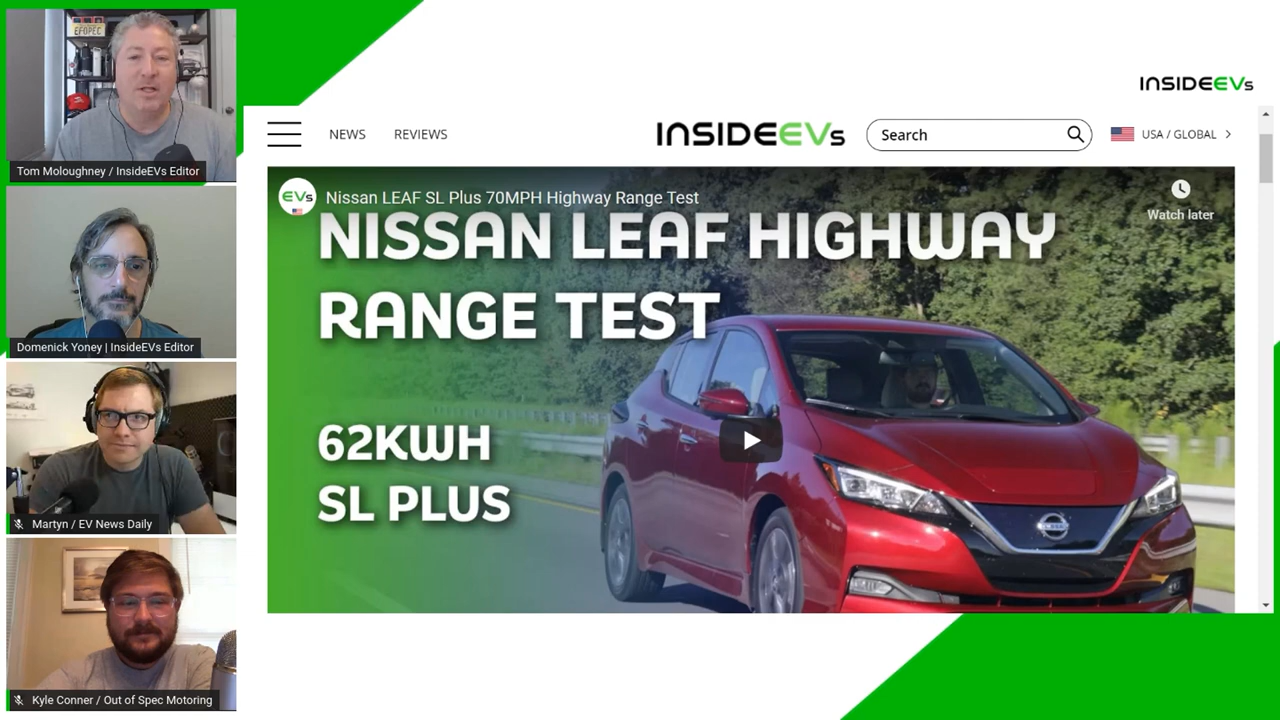 EFOPEC
Tom Moloughney / InsideEVs Editor
Domenick Yoney | InsideEVs Editor
Martyn / EV News Daily
Kyle Conner / Out of Spec Motoring
INSIDEEVs
NEWS
REVIEWS
INSIDEEVs
Search
USA / GLOBAL
EVs
Nissan LEAF SL Plus 70MPH Highway Range Test
Watch later
NISSAN LEAF HIGHWAY
RANGE TEST
62KWH
SL PLUS